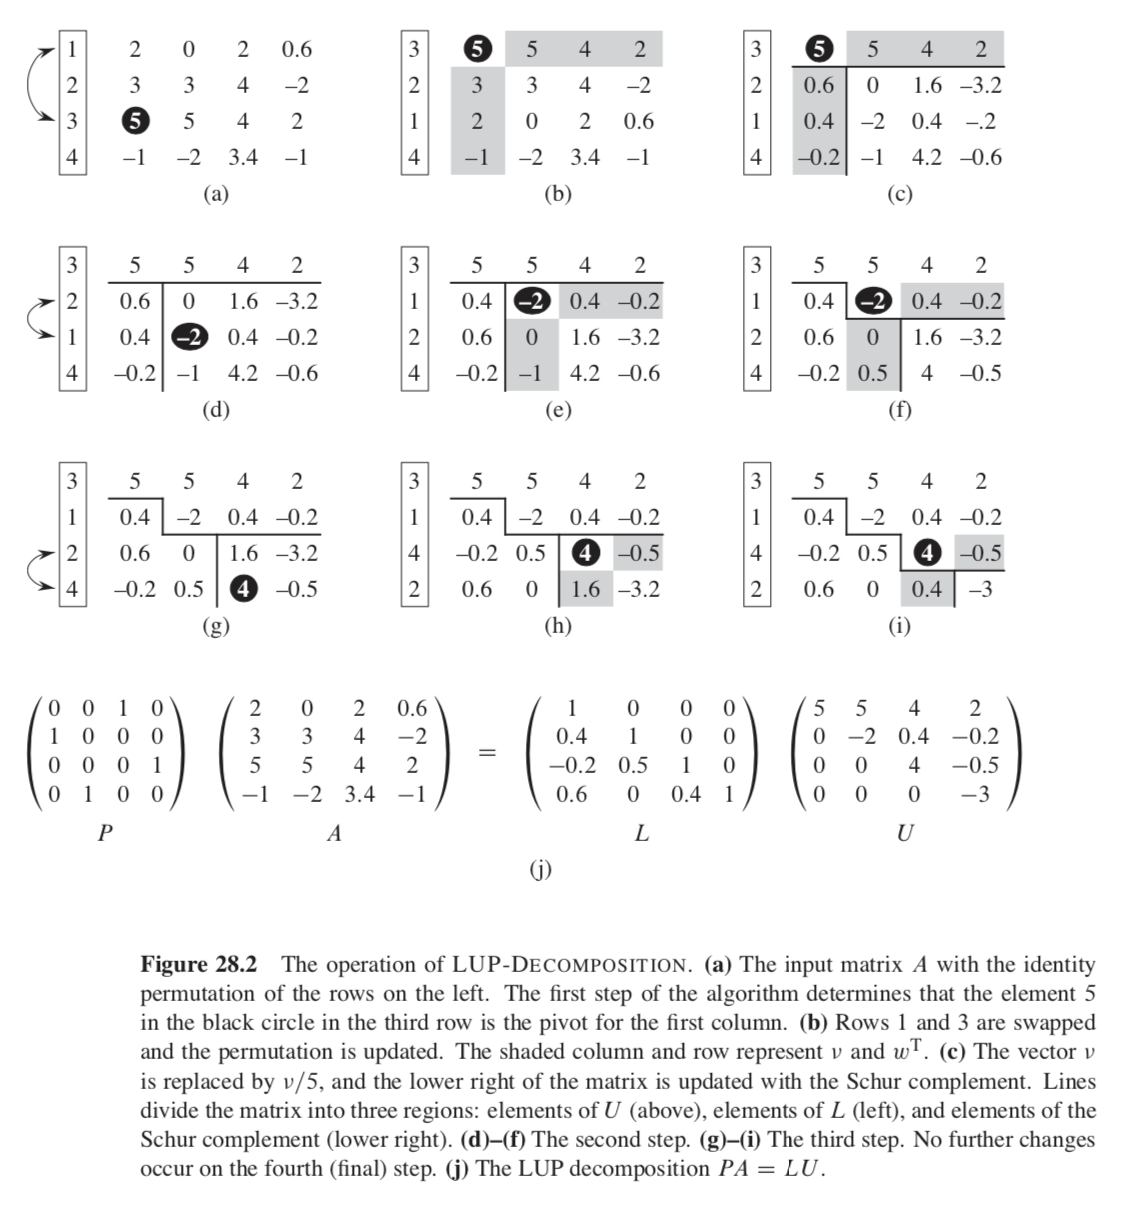 1 2 0 2 0.6 3 5 5 4 2 3 5 5 4 2
2 3 3 4 –2 2 3 3 4 –2 2 0.6 0 1.6 –3.2
3 5 5 4 2 1 2 0 2 0.6 1 0.4 –2 0.4 –.2
4 –1 –2 3.4 –1 4 –1 –2 3.4 –1 4 –0.2 –1 4.2 –0.6
(a) (b) (c)
3 5 5 4 2 3 5 5 4 2 3 5 5 4 2
2 0.6 0 1.6 –3.2 1 0.4 –2 0.4 –0.2 1 0.4 –2 0.4 –0.2
1 0.4 –2 0.4 –0.2 2 0.6 0 1.6 –3.2 2 0.6 0 1.6 –3.2
4 –0.2 –1 4.2 –0.6 4 –0.2 –1 4.2 –0.6 4 –0.2 0.5 4 –0.5
(d) (e) (f)
3 5 5 4 2 3 5 5 4 2 3 5 5 4 2
1 0.4 –2 0.4 –0.2 1 0.4 –2 0.4 –0.2 1 0.4 –2 0.4 –0.2
2 0.6 0 1.6 –3.2 4 –0.2 0.5 4 –0.5 4 –0.2 0.5 4 –0.5
4 –0.2 0.5 4 –0.5 2 0.6 0 1.6 –3.2 2 0.6 0 0.4 –3
(g) (h) (i)
0 0 1 0 2 0 2 0.6 1 0 0 0 5 5 4 2
1 0 0 0 3 3 4 –2 = 0.4 1 0 0 0 –2 0.4 –0.2
0 0 0 1 5 5 4 2 –0.2 0.5 1 0 0 0 4 –0.5
0 1 0 0 –1 –2 3.4 –1 0.6 0 0.4 1 0 0 0 –3
P A L U
(j)
Figure 28.2 The operation of LUP-DECOMPOSITION. (a) The input matrix A with the identity
permutation of the rows on the left. The first step of the algorithm determines that the element 5
in the black circle in the third row is the pivot for the first column. (b) Rows 1 and 3 are swapped
and the permutation is updated. The shaded column and row represent ν and wᵀ. (c) The vector ν
is replaced by ν/5, and the lower right of the matrix is updated with the Schur complement. Lines
divide the matrix into three regions: elements of U (above), elements of L (left), and elements of the
Schur complement (lower right). (d)–(f) The second step. (g)–(i) The third step. No further changes
occur on the fourth (final) step. (j) The LUP decomposition PA = LU.